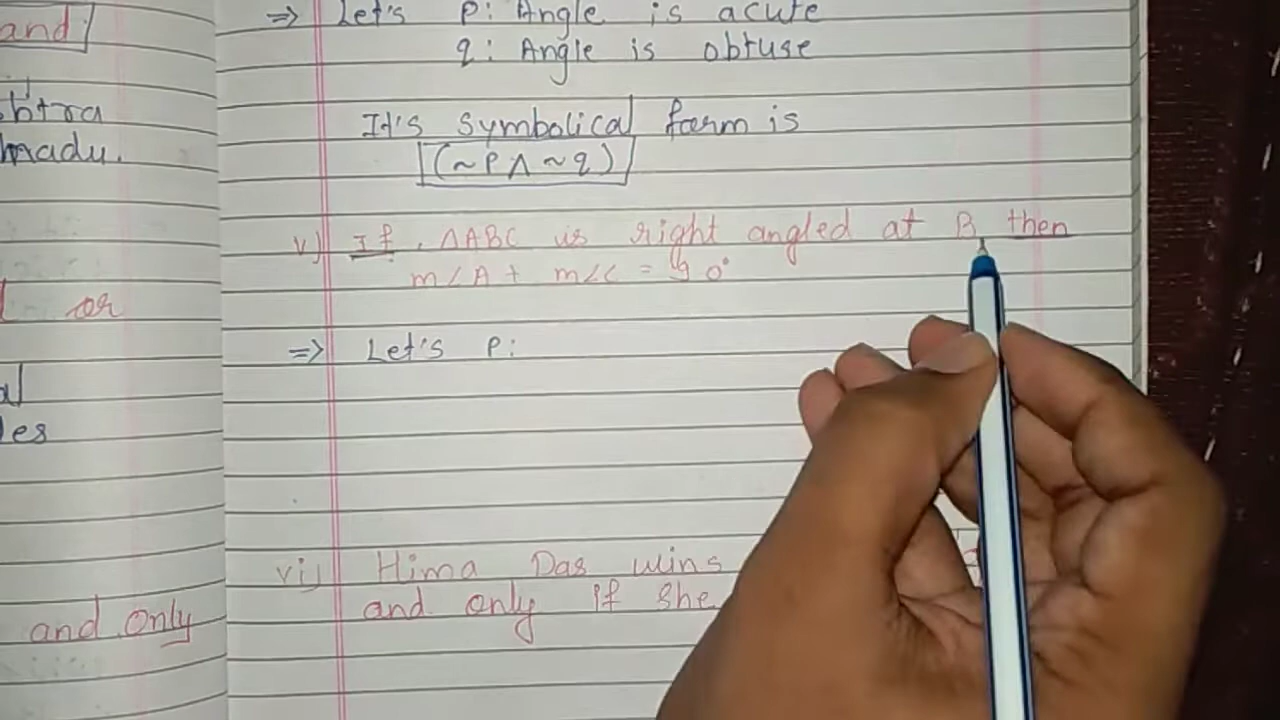 and
btra
madu.
or
al
les
and only
⇒ Let's p: Angle is acute
q: Angle is obtuse
It's Symbolical form is
(~P∧~q)
v) If, ΔABC is right angled at B then
m∠A + m∠C = 90°
⇒ Let's P:
vi) Hima Das wins
and only if she